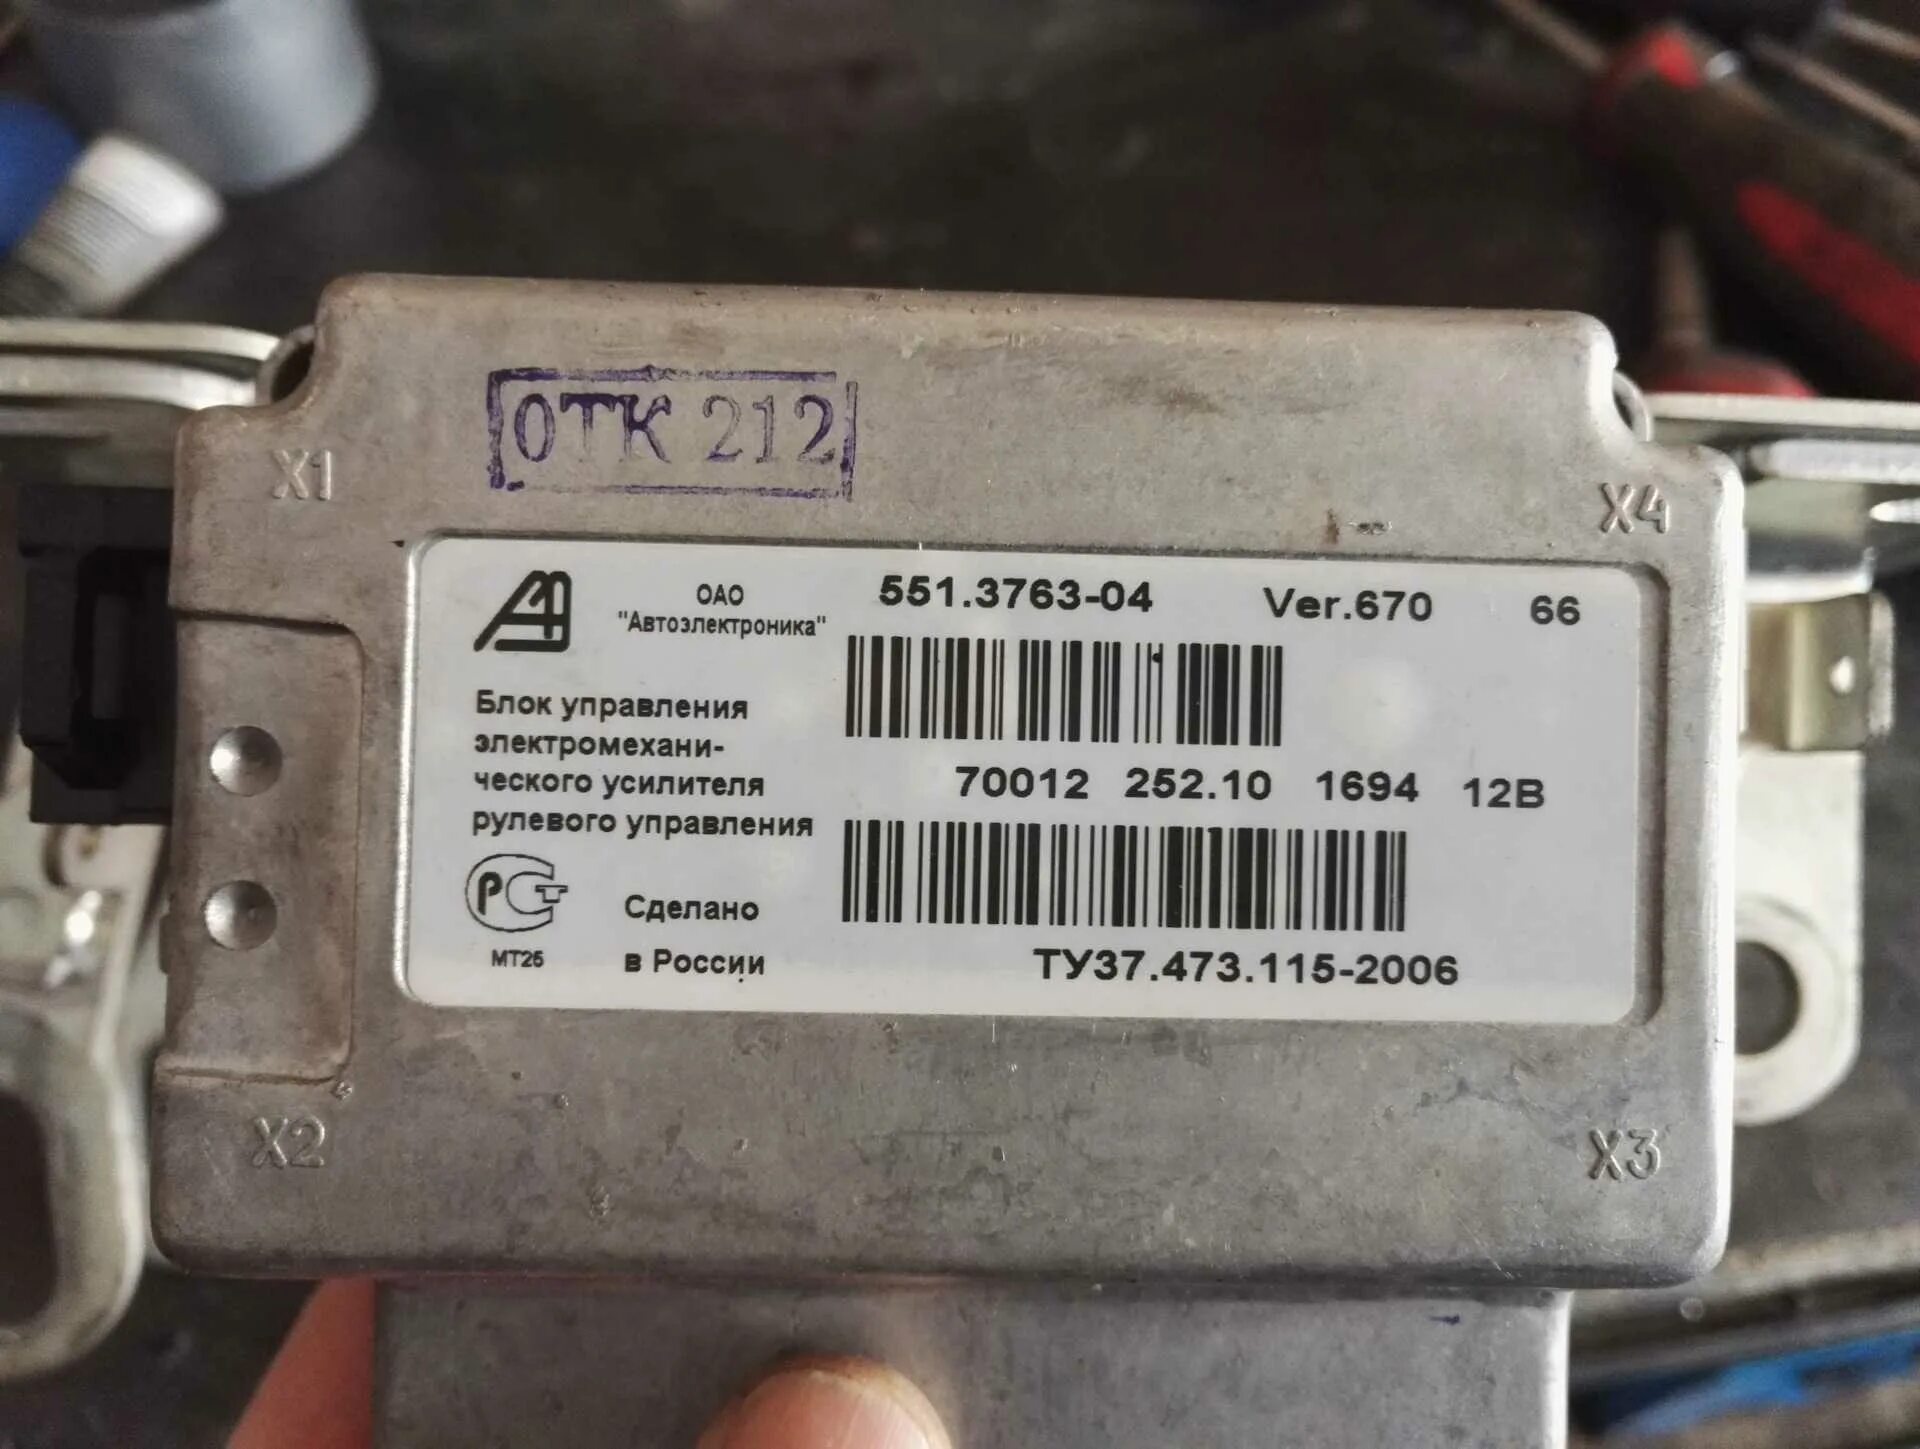 ОТК 212
X1
X4
ОАО
"Автоэлектроника"
551.3763-04 Ver.670 66
Блок управления
электромехани-
ческого усилителя
рулевого управления
70012 252.10 1694 12В
РСТ
МТ25
Сделано
в России
ТУ37.473.115-2006
X2
X3